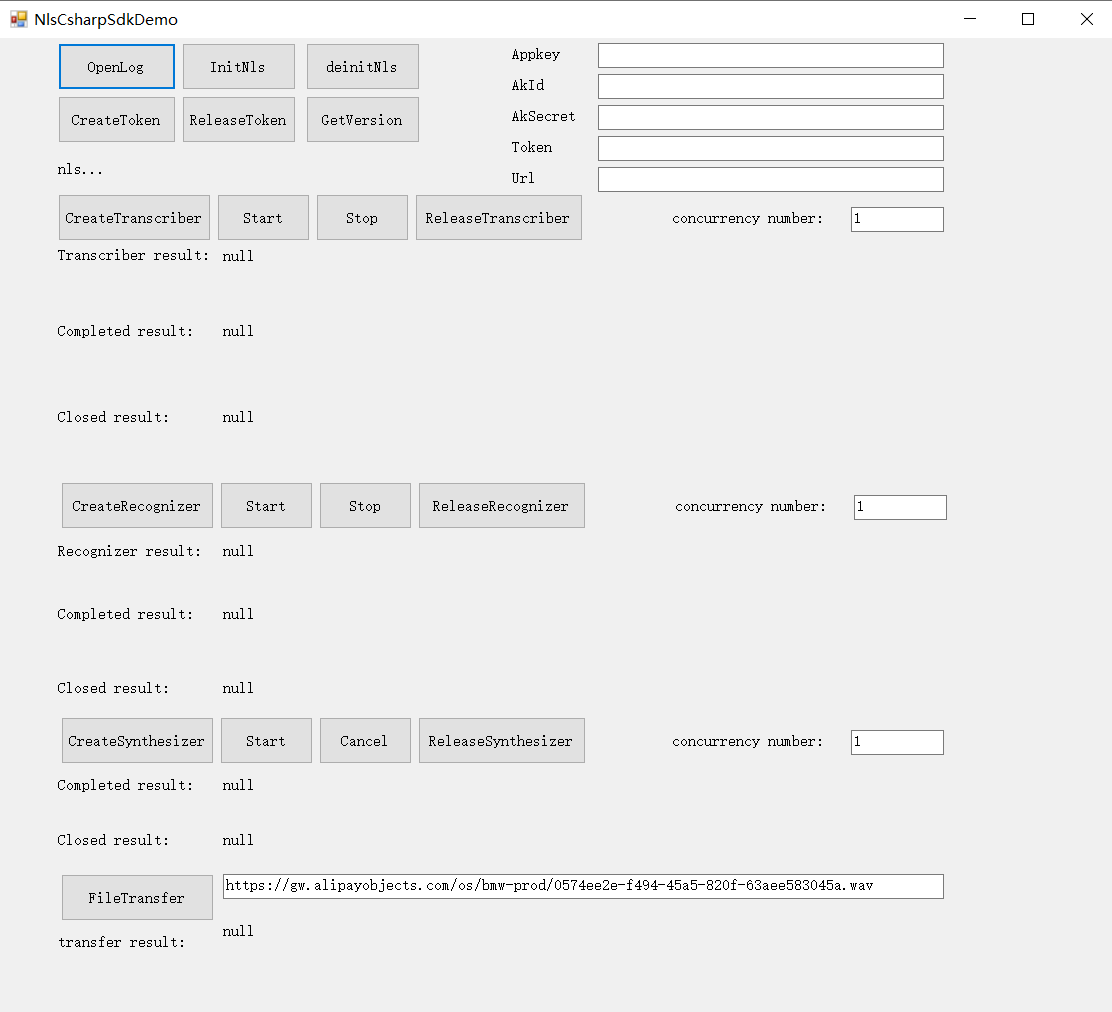 NlsCsharpSdkDemo
OpenLog InitNls deinitNls
Appkey
AkId
CreateToken ReleaseToken GetVersion
AkSecret
Token
nls...
Url
CreateTranscriber Start Stop ReleaseTranscriber concurrency number: 1
Transcriber result: null
Completed result: null
Closed result: null
CreateRecognizer Start Stop ReleaseRecognizer concurrency number: 1
Recognizer result: null
Completed result: null
Closed result: null
CreateSynthesizer Start Cancel ReleaseSynthesizer concurrency number: 1
Completed result: null
Closed result: null
FileTransfer https://gw.alipayobjects.com/os/bmw-prod/0574ee2e-f494-45a5-820f-63aee583045a.wav
transfer result: null